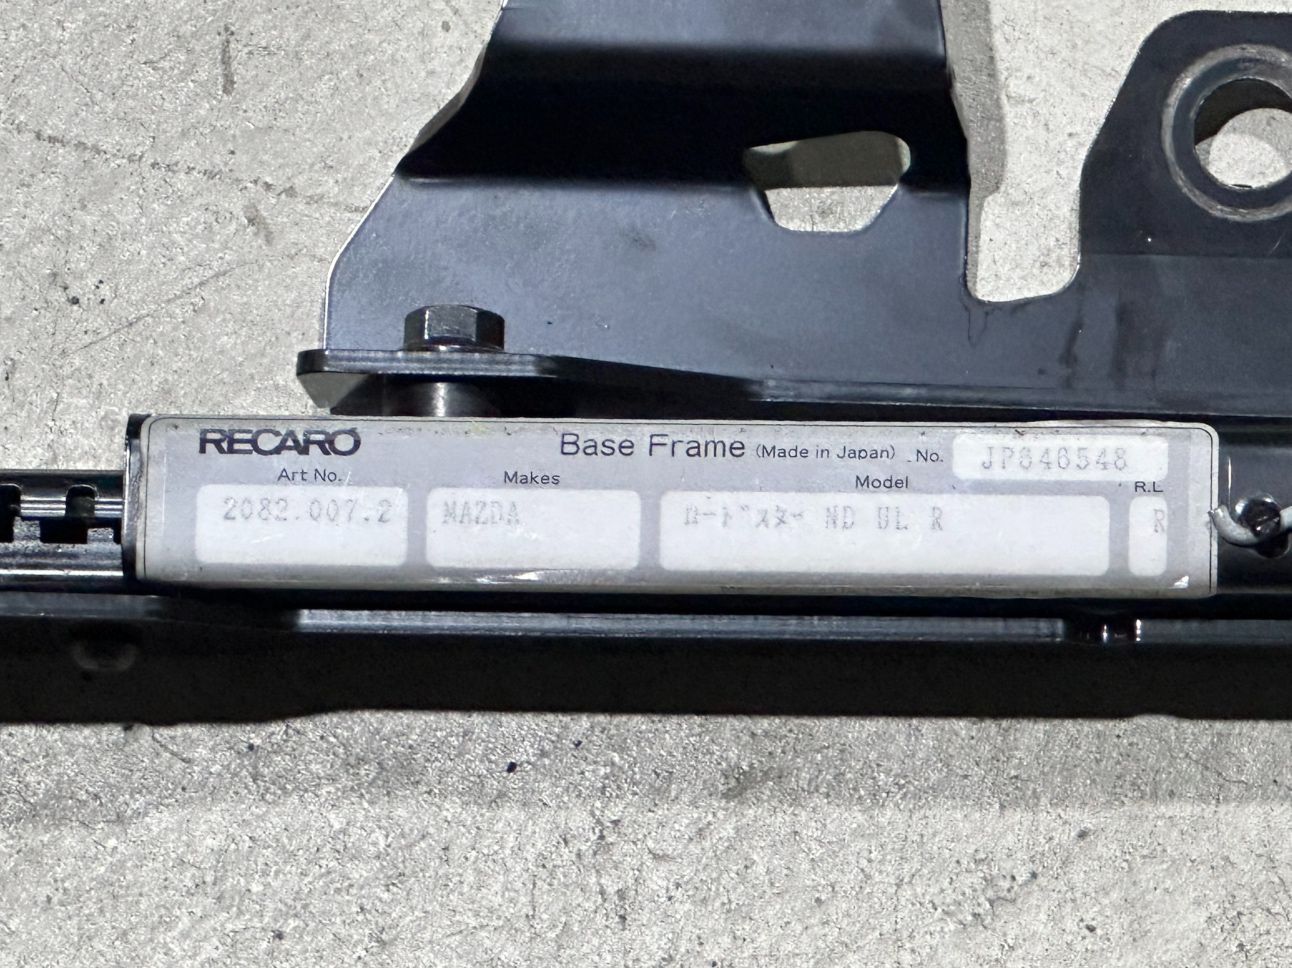 RECARO Base Frame (Made in Japan) No. JP846548
Art No. Makes Model R.L
2082.007.2 MAZDA ロードスター ND UL R R